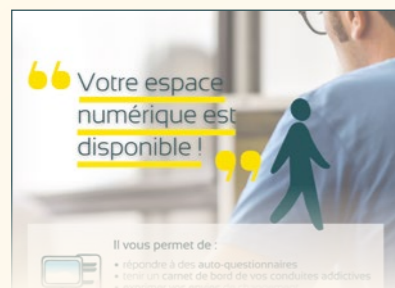 Votre espace
numérique est
disponible !
Il vous permet de :
• répondre à des auto-questionnaires
• tenir un carnet de bord de vos conduites addictives